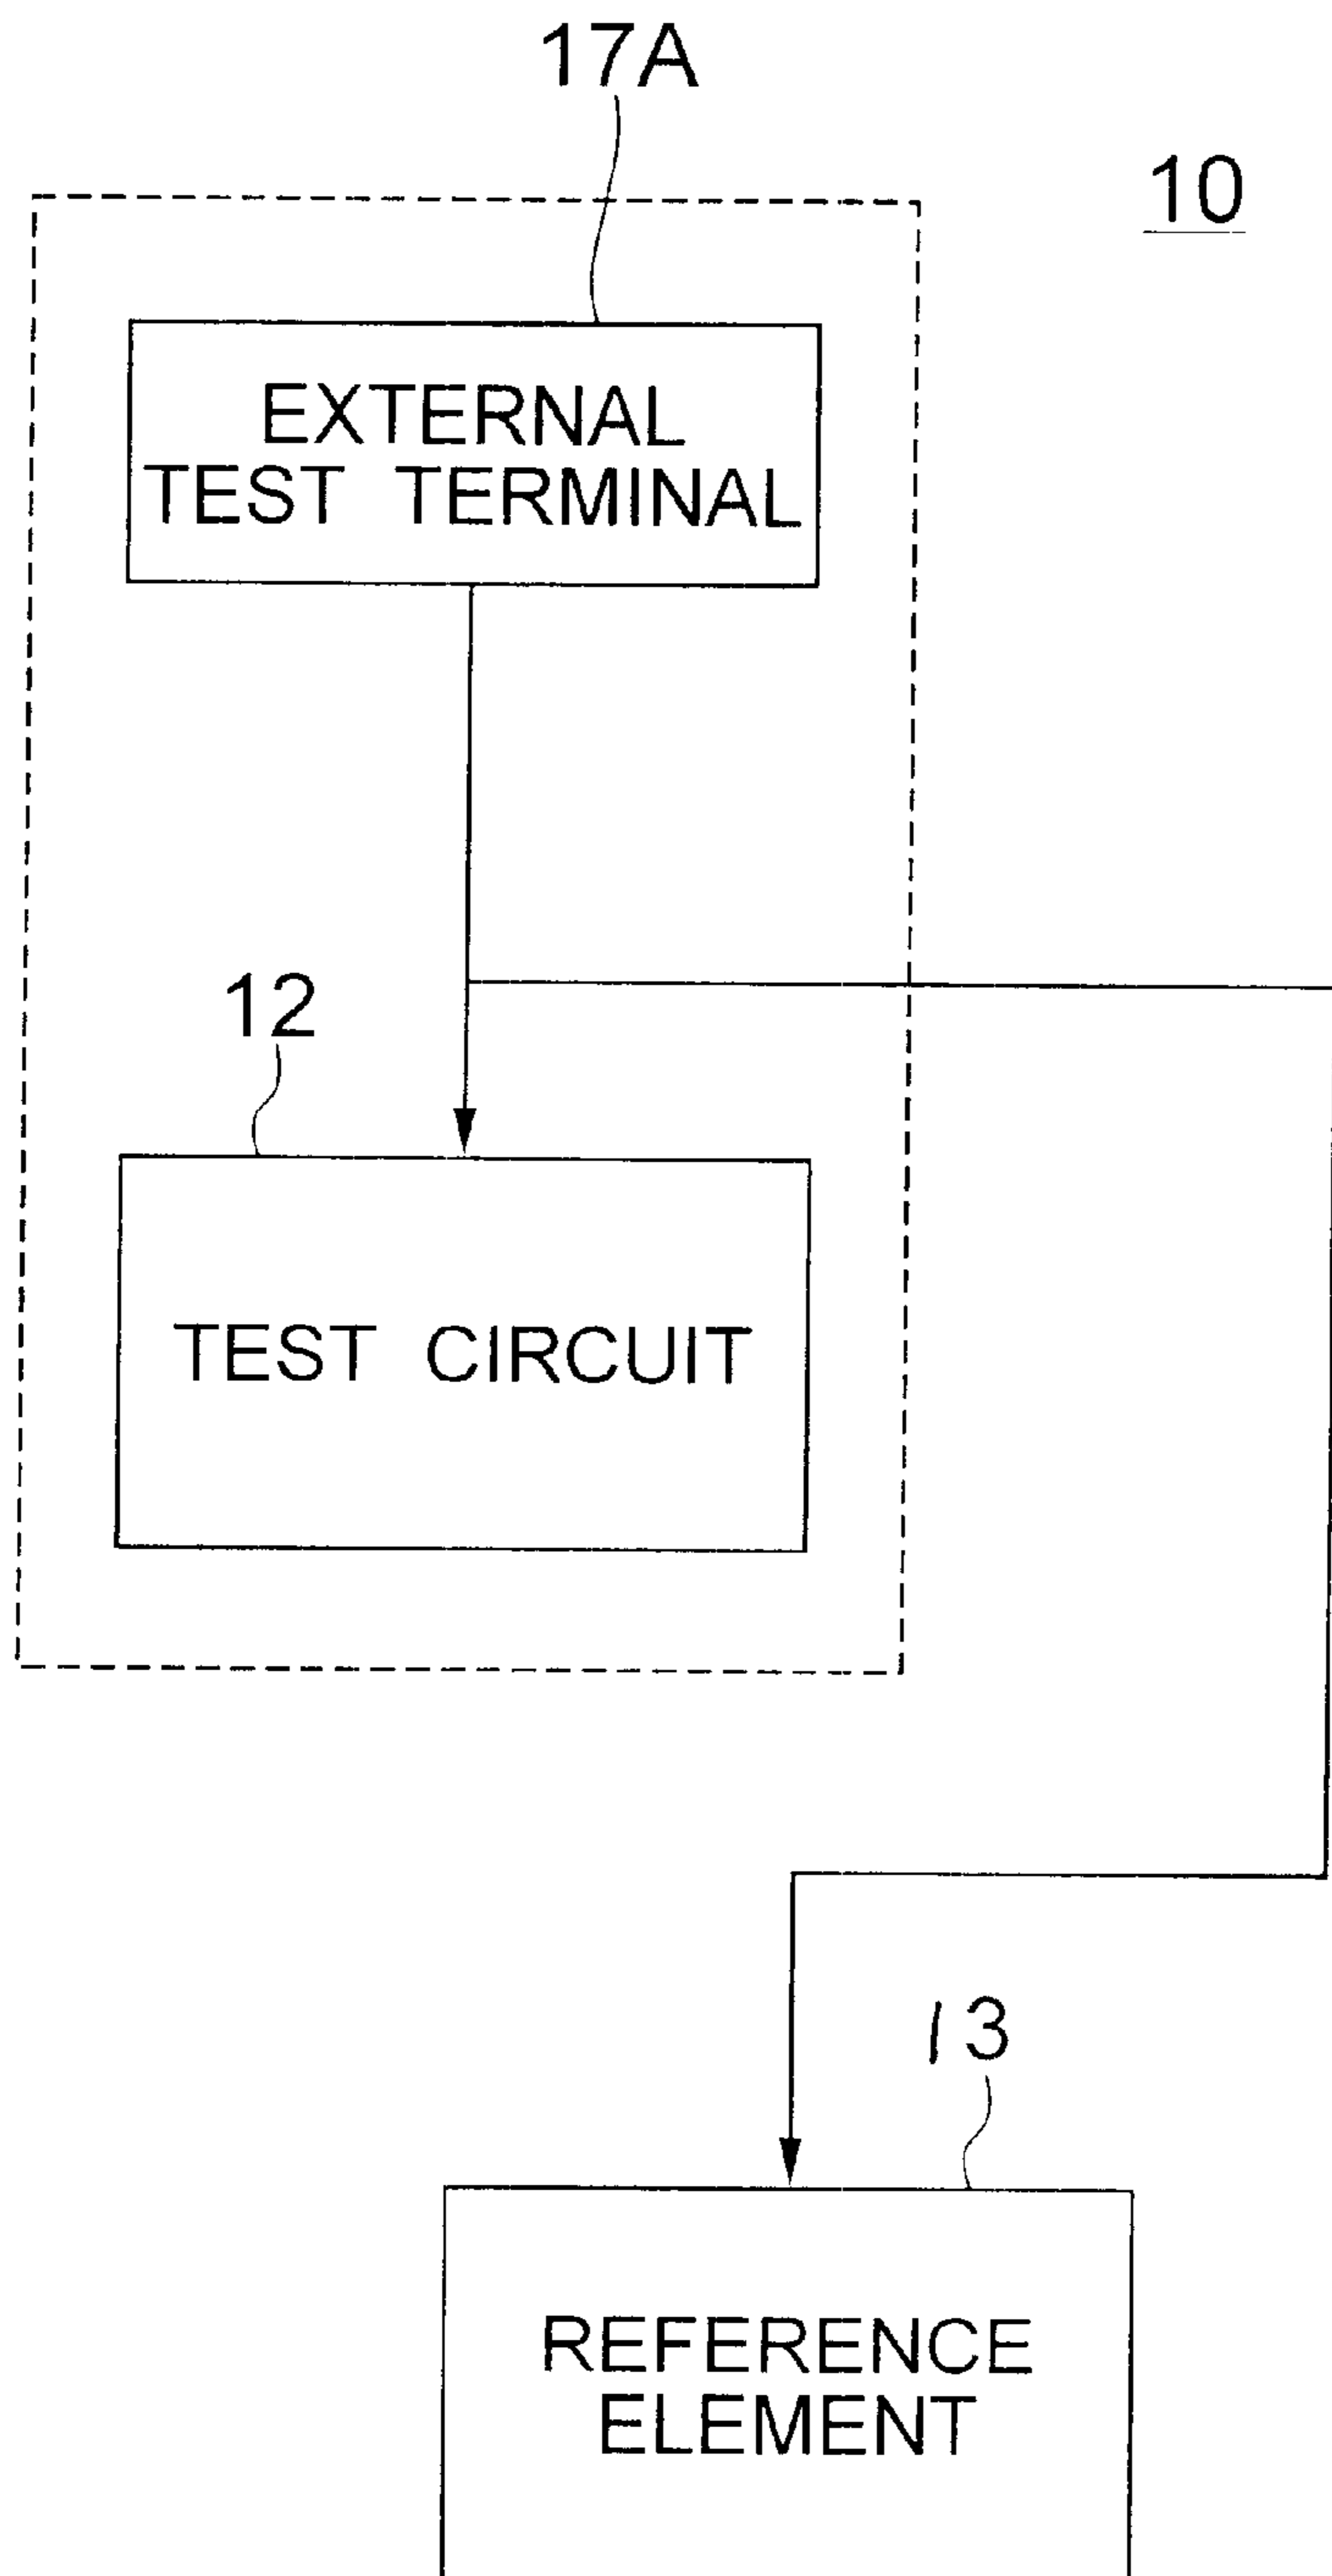 17A
10
EXTERNAL
TEST TERMINAL
12
TEST CIRCUIT
13
REFERENCE
ELEMENT